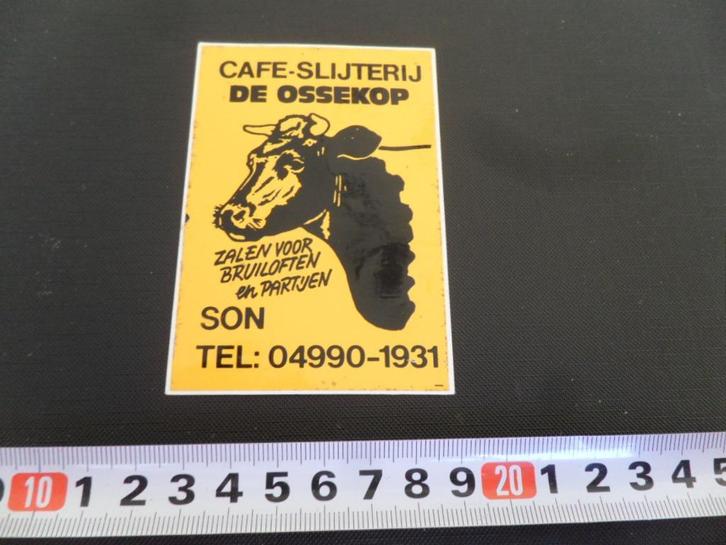 CAFE-SLIJTERIJ
DE OSSEKOP
ZALEN VOOR
BRUILOFTEN
en PARTIJEN
SON
TEL: 04990-1931
10 1 2 3 4 5 6 7 8 9 20 1 2 3 4 5